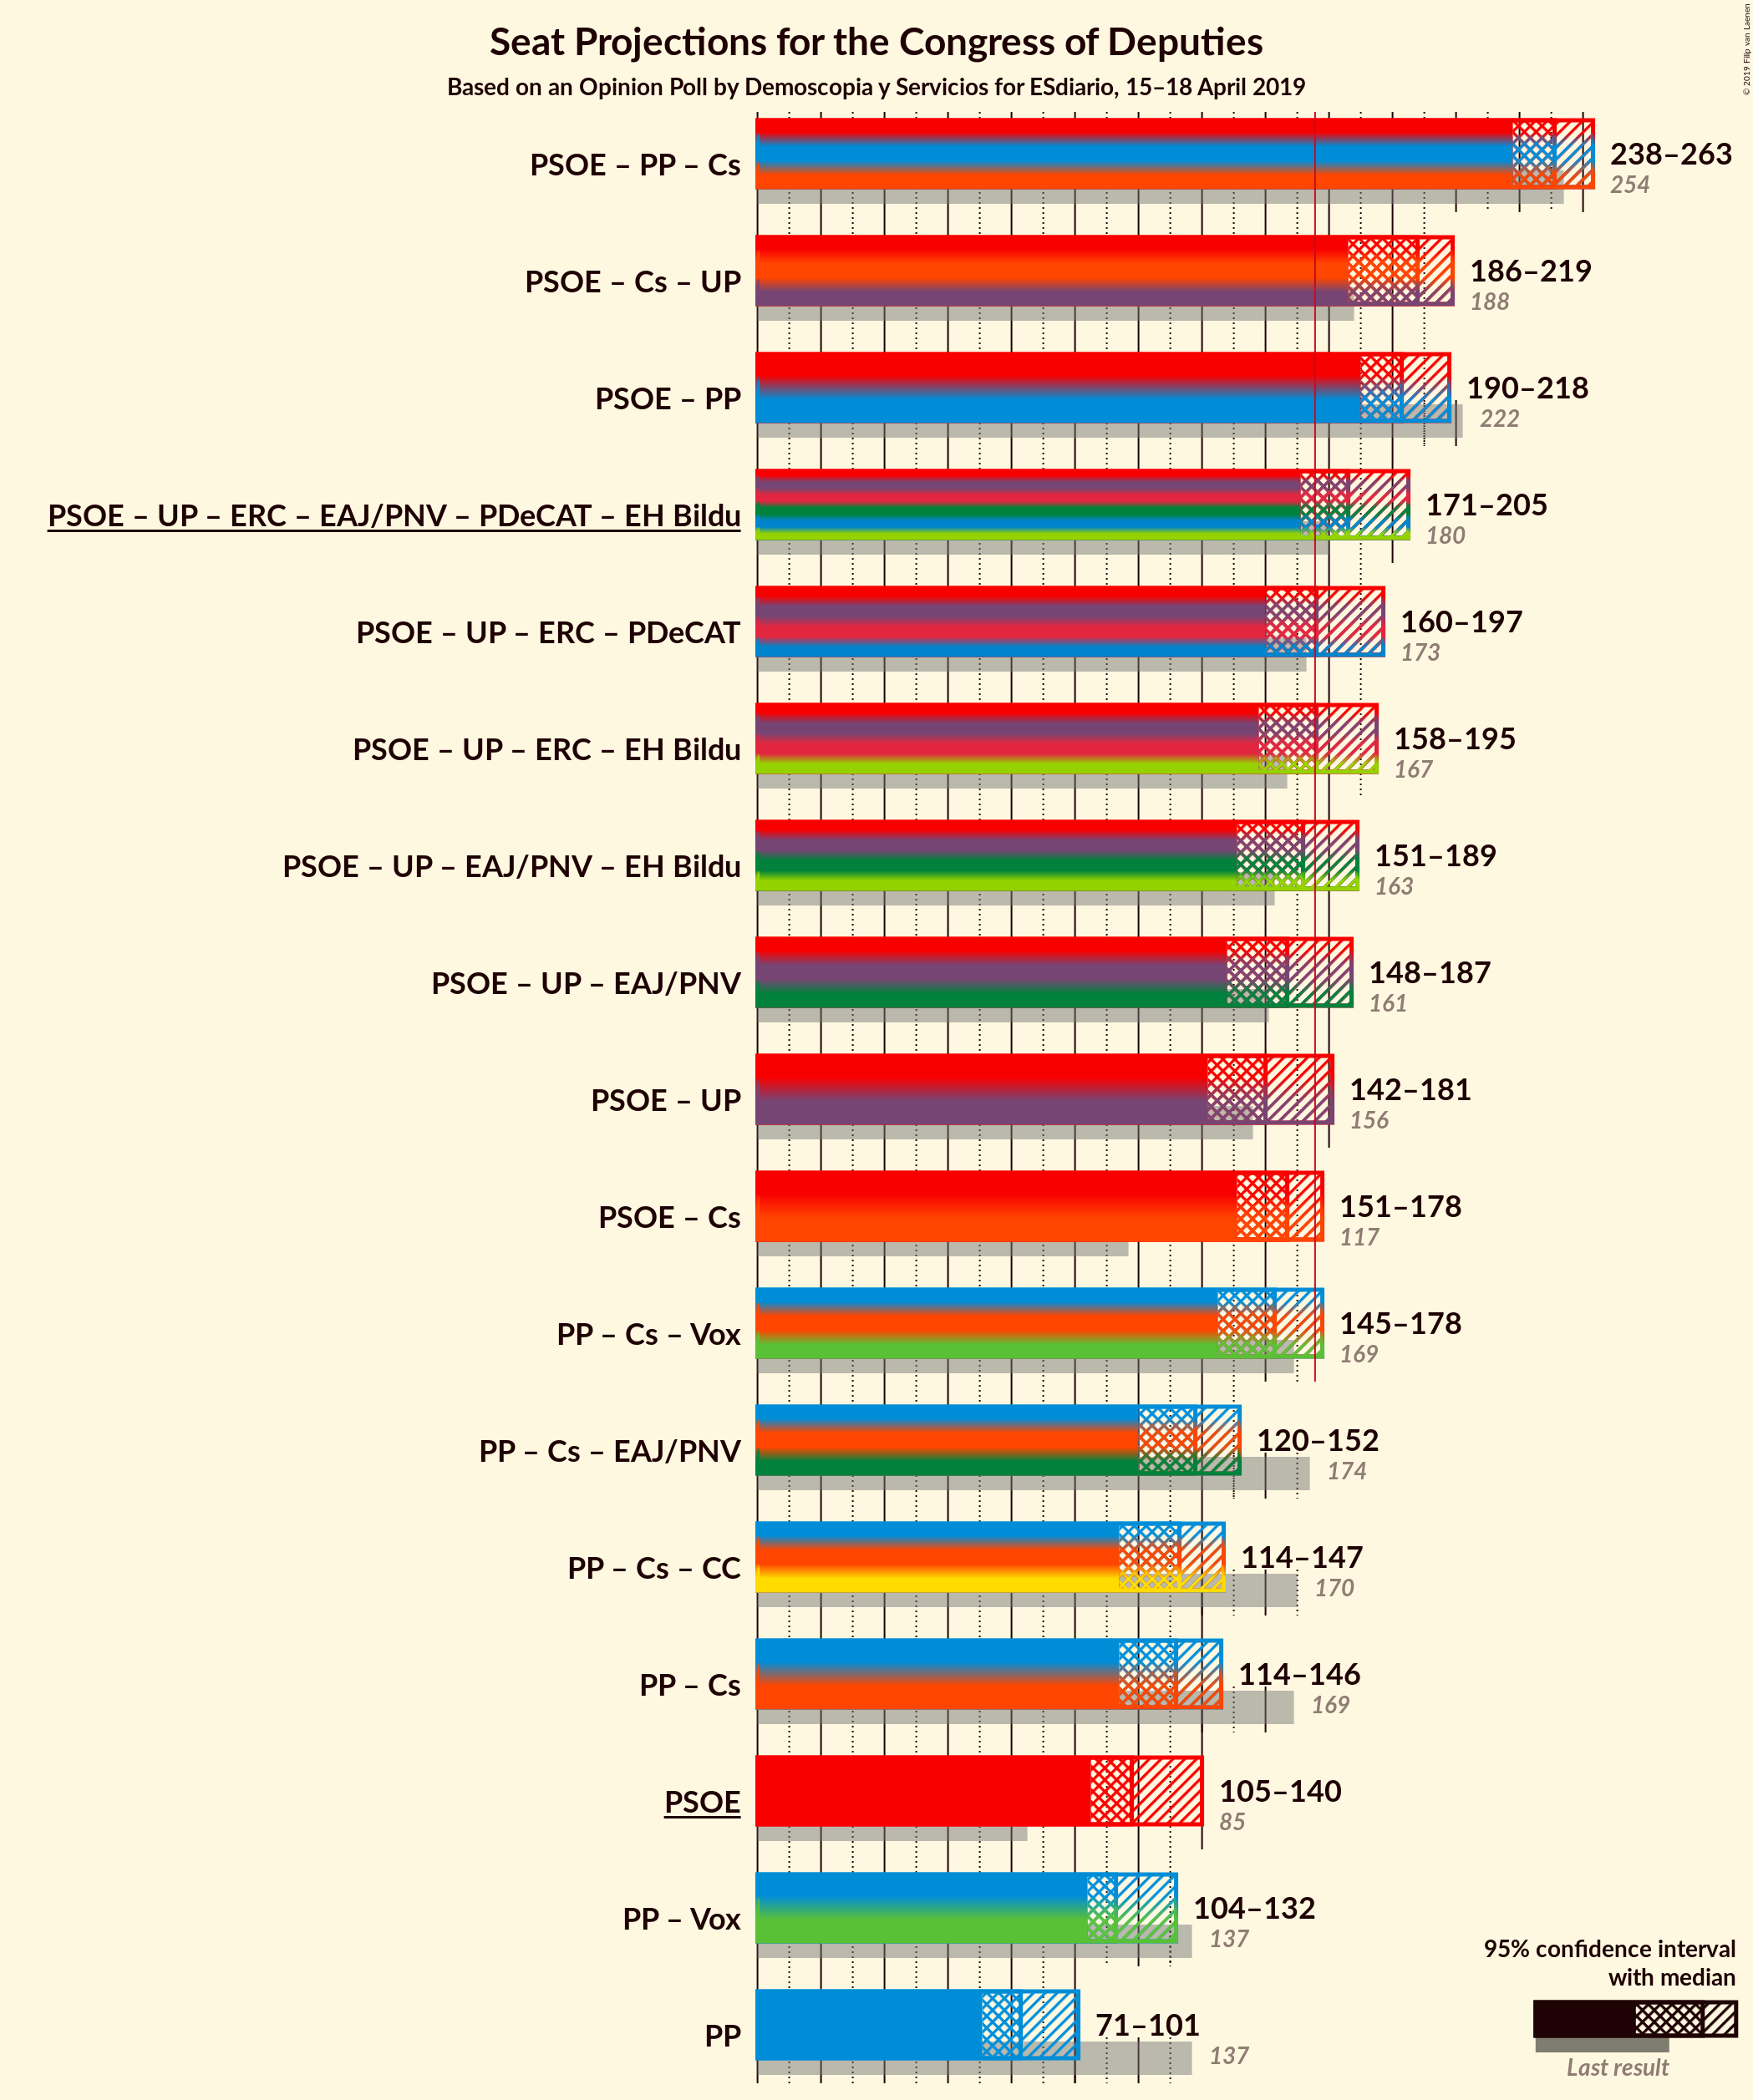 Seat Projections for the Congress of Deputies
Based on an Opinion Poll by Demoscopia y Servicios for ESdiario, 15–18 April 2019
© 2019 Filip van Laenen
PSOE – PP – Cs
238–263
254
PSOE – Cs – UP
186–219
188
PSOE – PP
190–218
222
PSOE – UP – ERC – EAJ/PNV – PDeCAT – EH Bildu
171–205
180
PSOE – UP – ERC – PDeCAT
160–197
173
PSOE – UP – ERC – EH Bildu
158–195
167
PSOE – UP – EAJ/PNV – EH Bildu
151–189
163
PSOE – UP – EAJ/PNV
148–187
161
PSOE – UP
142–181
156
PSOE – Cs
151–178
117
PP – Cs – Vox
145–178
169
PP – Cs – EAJ/PNV
120–152
174
PP – Cs – CC
114–147
170
PP – Cs
114–146
169
PSOE
105–140
85
PP – Vox
104–132
137
PP
71–101
137
95% confidence interval
with median
Last result